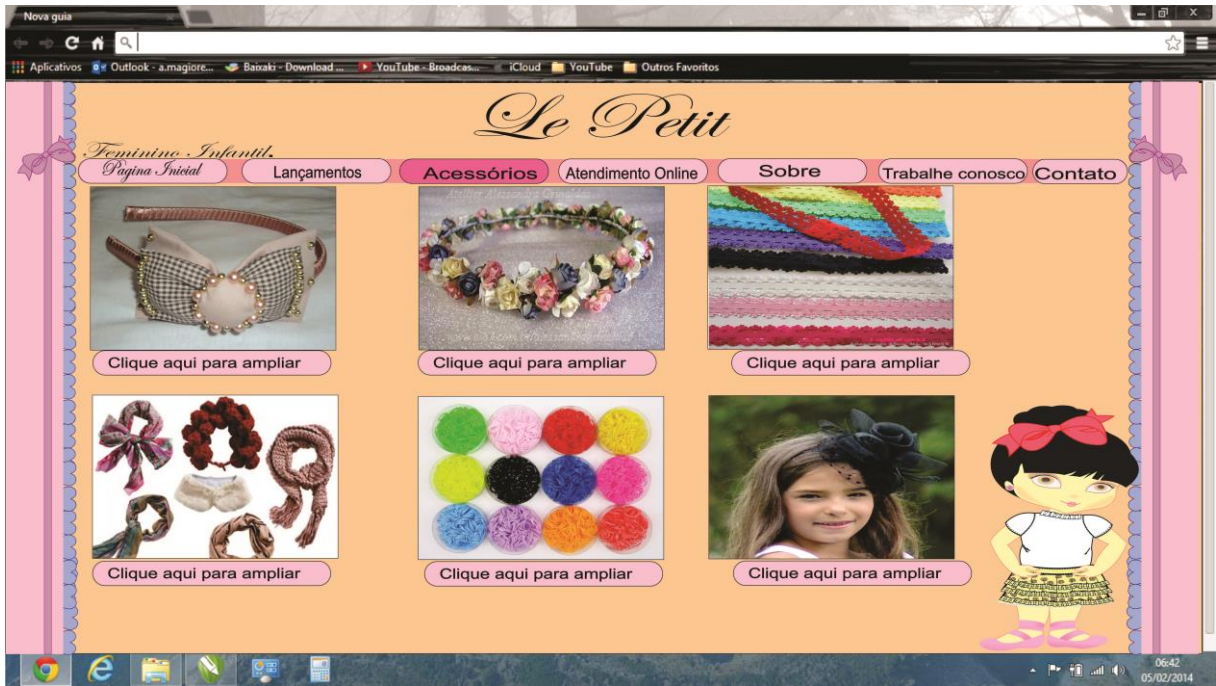 Nova guia
Aplicativos Outlook - a.magiore... Baixaki - Download ... YouTube - Broadcas... iCloud YouTube Outros Favoritos
Le Petit
Feminino Infantil.
Pagina Inicial Lançamentos Acessórios Atendimento Online Sobre Trabalhe conosco Contato
Clique aqui para ampliar Clique aqui para ampliar Clique aqui para ampliar
Clique aqui para ampliar Clique aqui para ampliar Clique aqui para ampliar
06:42
05/02/2014